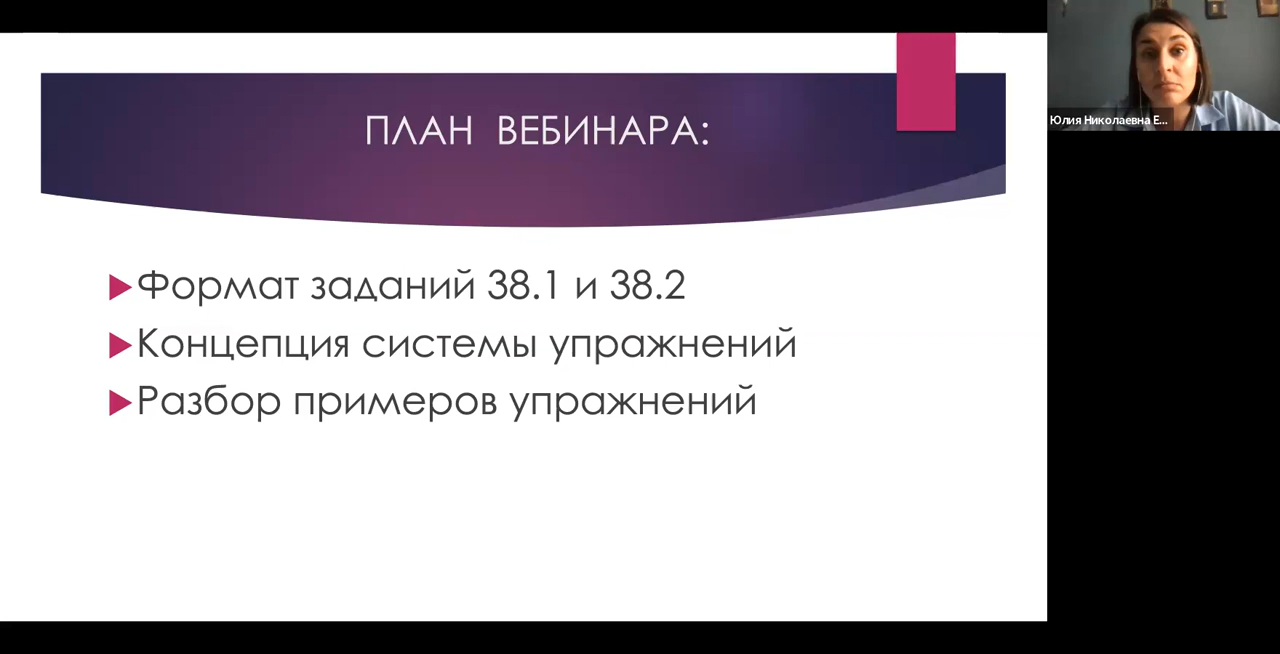 ПЛАН ВЕБИНАРА:
Формат заданий 38.1 и 38.2
Концепция системы упражнений
Разбор примеров упражнений
Юлия Николаевна Е...